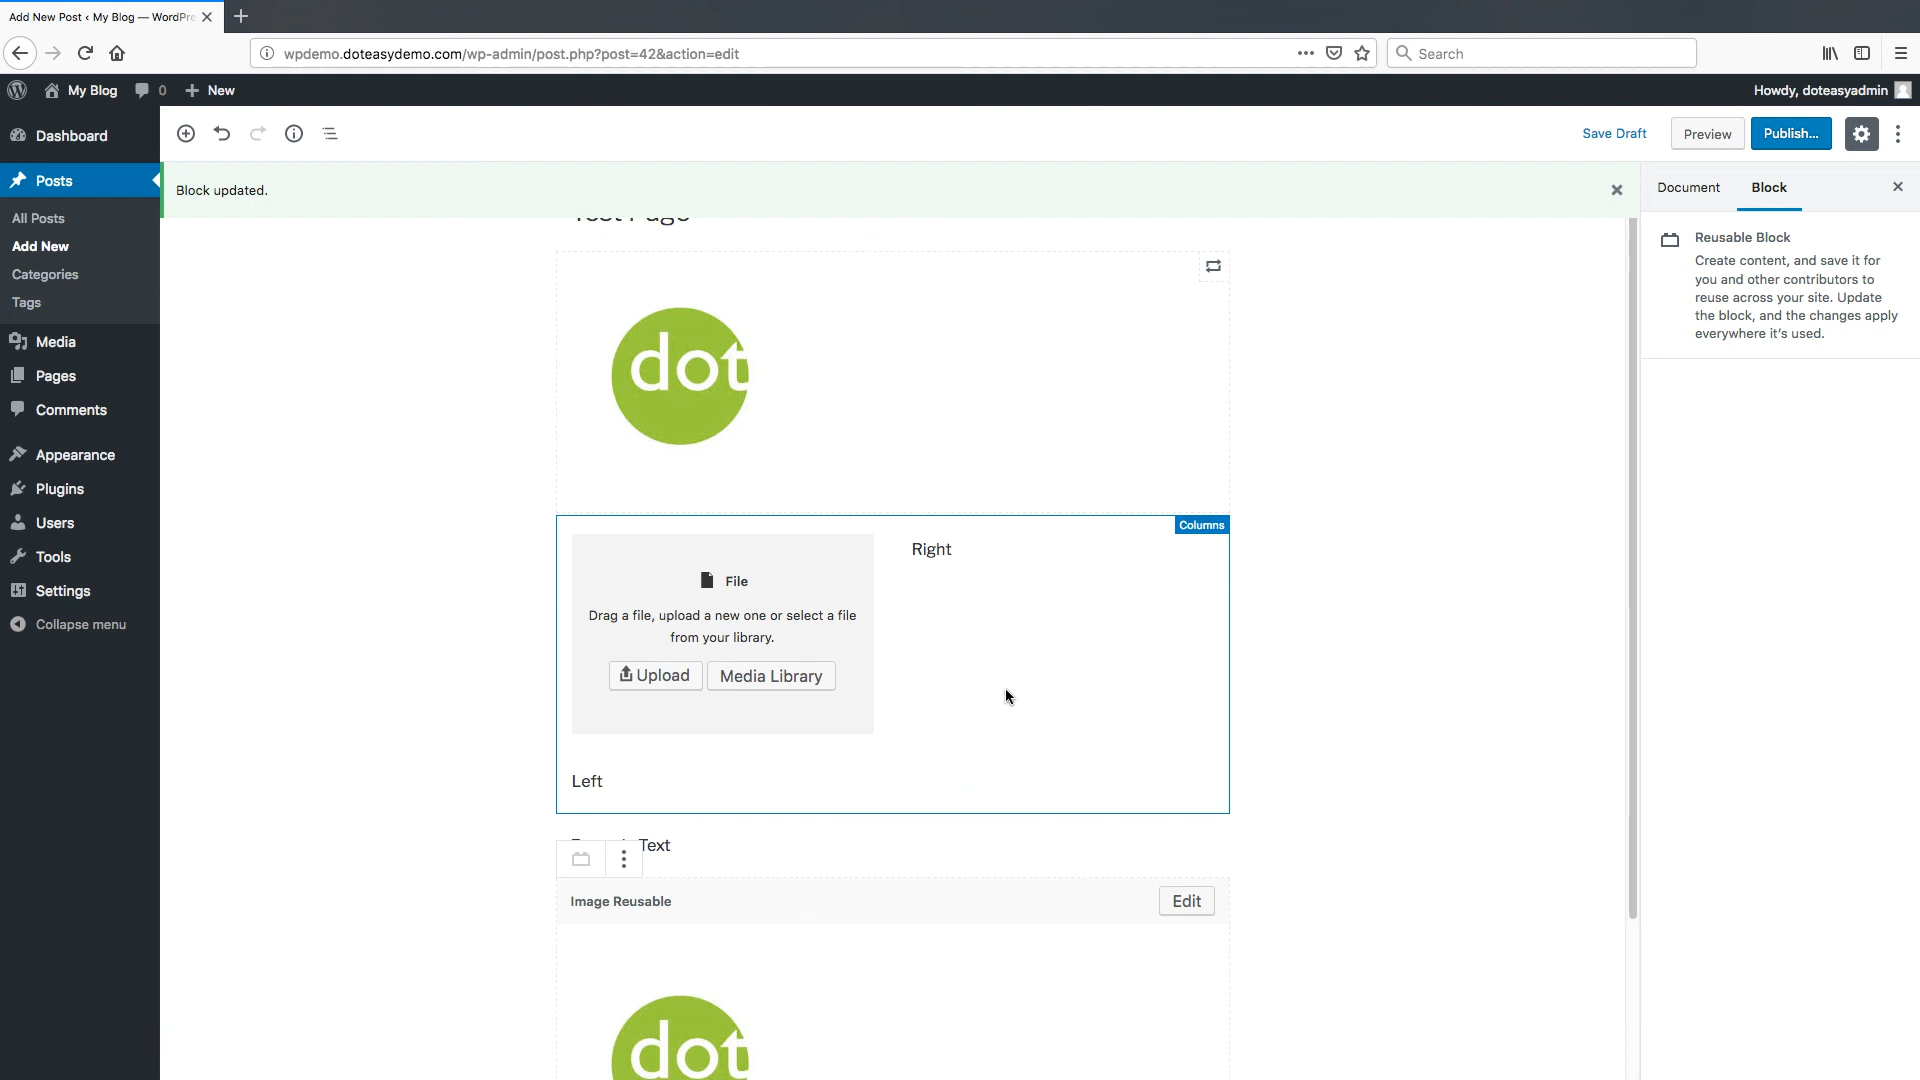 Add New Post ‹ My Blog — WordPre
wpdemo.doteasydemo.com/wp-admin/post.php?post=42&action=edit
Search
My Blog
0
New
Howdy, doteasyadmin
Dashboard
Posts
All Posts
Add New
Categories
Tags
Media
Pages
Comments
Appearance
Plugins
Users
Tools
Settings
Collapse menu
Save Draft
Preview
Publish...
Block updated.
Test Page
dot
Columns
File
Drag a file, upload a new one or select a file
from your library.
Upload
Media Library
Right
Left
Text
Image Reusable
Edit
dot
Document
Block
Reusable Block
Create content, and save it for
you and other contributors to
reuse across your site. Update
the block, and the changes apply
everywhere it's used.